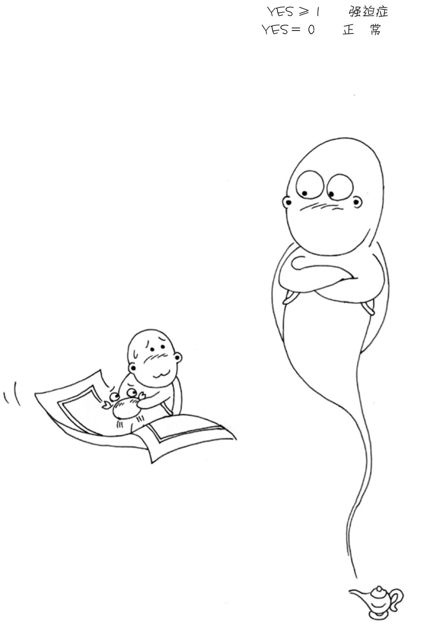 YES ≥ 1 强迫症
YES = 0 正常